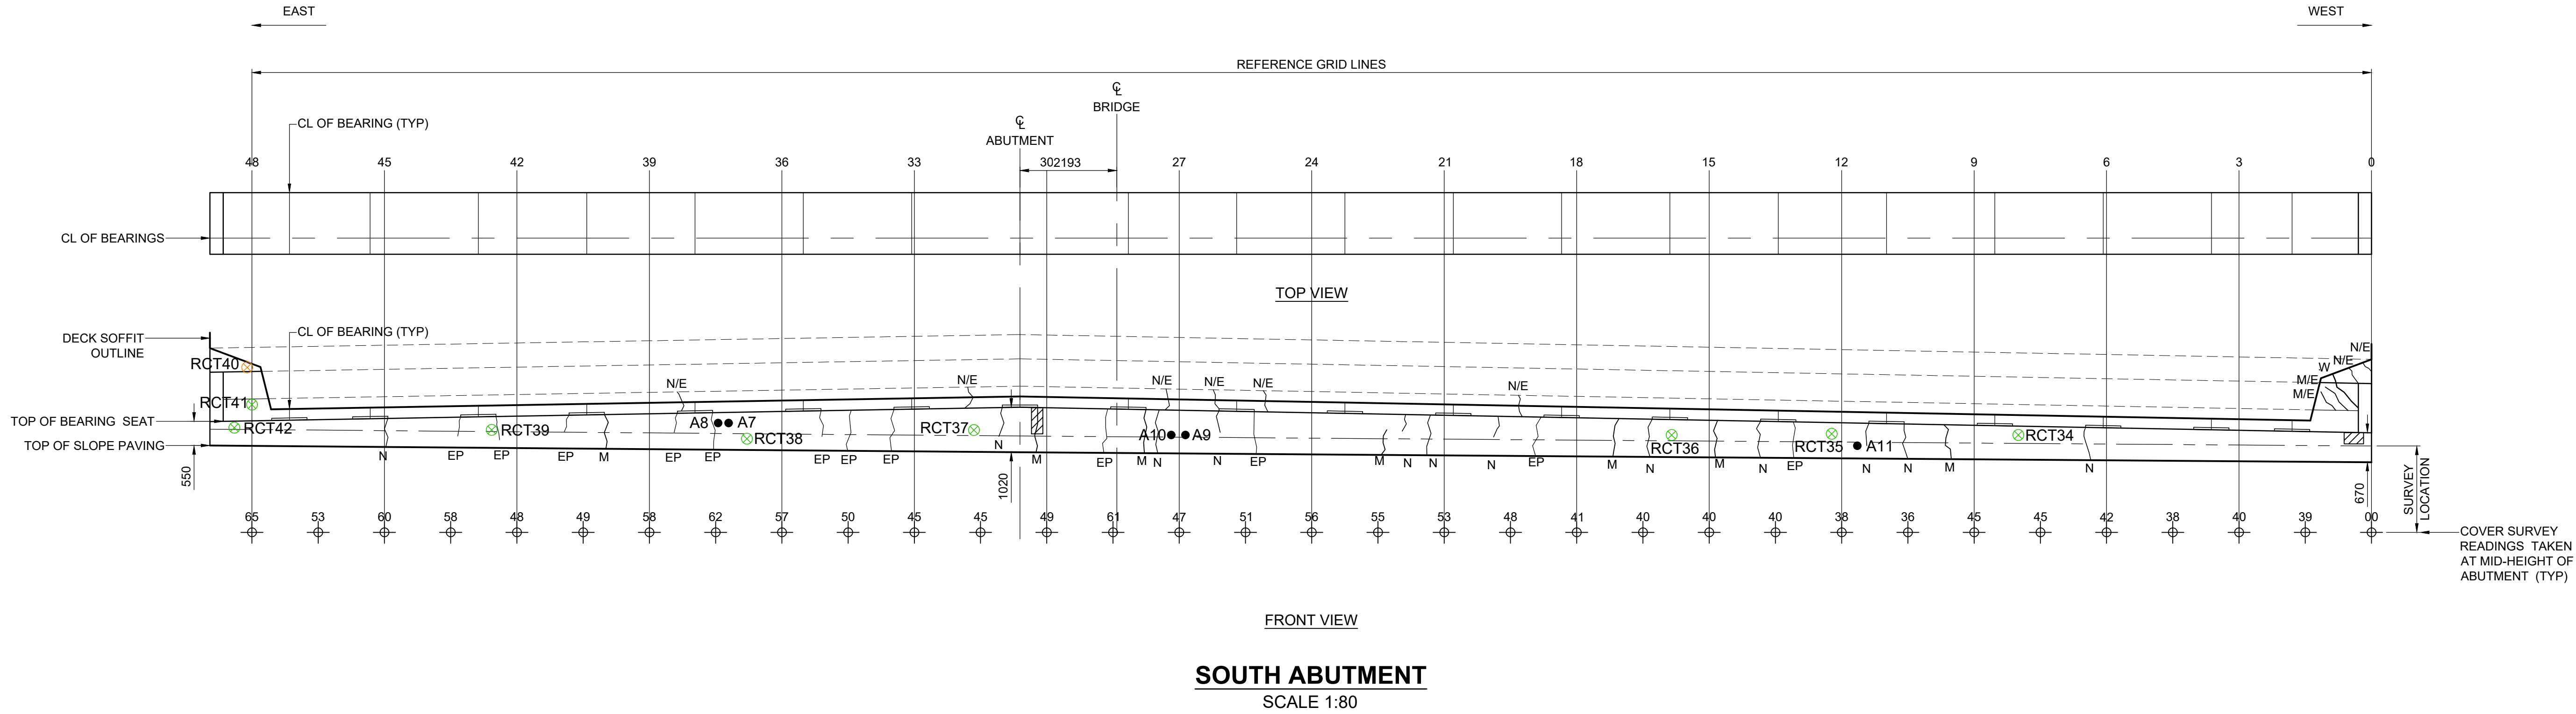 EAST
WEST
REFERENCE GRID LINES
℄
BRIDGE
℄
ABUTMENT
CL OF BEARING (TYP)
48 45 42 39 36 33 30 2193 27 24 21 18 15 12 9 6 3 0
CL OF BEARINGS
TOP VIEW
DECK SOFFIT
OUTLINE
CL OF BEARING (TYP)
N/E
N/E
W
M/E
M/E
RCT40
RCT41
N/E N/E N/E N/E N/E N/E
TOP OF BEARING SEAT
RCT42 RCT39 A8 A7 RCT38 RCT37 A10 A9 RCT36 RCT35 A11 RCT34
TOP OF SLOPE PAVING
N EP EP EP M EP EP EP EP EP N M EP M N N EP M N N N EP M N M N EP N N M N
550
1020
670
SURVEY
LOCATION
65 53 60 58 48 49 58 62 57 50 45 45 49 61 47 51 56 55 53 48 41 40 40 40 38 36 45 45 42 38 40 39 00
COVER SURVEY
READINGS TAKEN
AT MID-HEIGHT OF
ABUTMENT (TYP)
FRONT VIEW
SOUTH ABUTMENT
SCALE 1:80